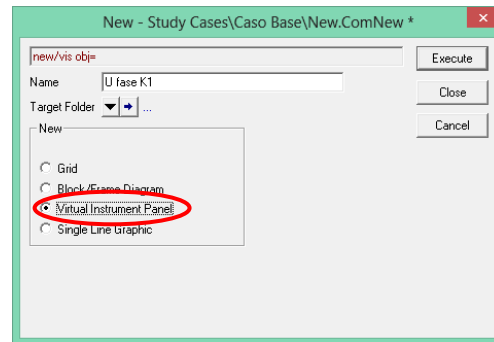 New - Study Cases\Caso Base\New.ComNew *
x
new/vis obj=
Execute
Name U fase K1
Close
Target Folder ...
Cancel
New
Grid
Block/Frame Diagram
Virtual Instrument Panel
Single Line Graphic